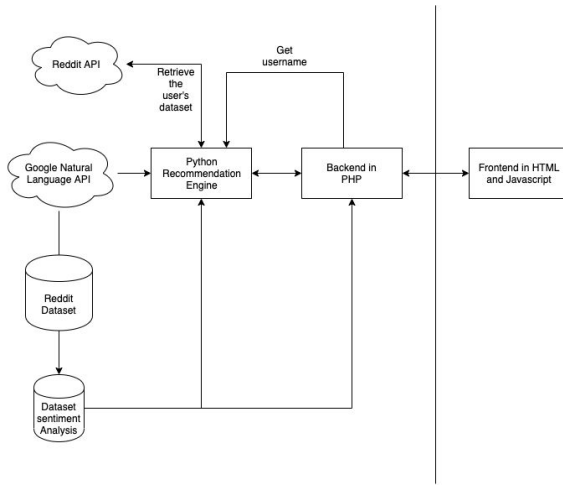 Get
username
Reddit API
Retrieve
the
user's
dataset
Google Natural
Language API
Python
Recommendation
Engine
Backend in
PHP
Frontend in HTML
and Javascript
Reddit
Dataset
Dataset
sentiment
Analysis